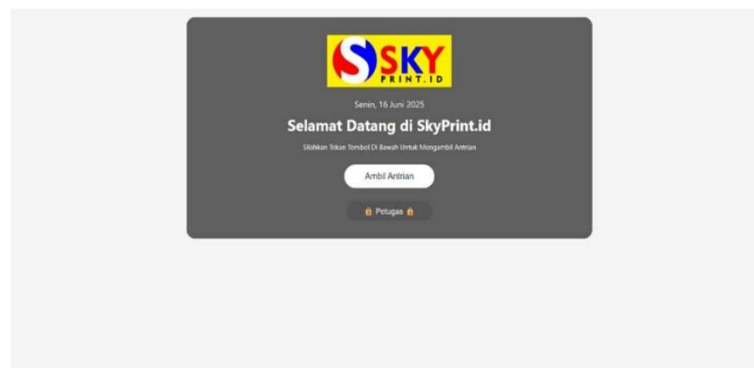 SSKY
PRINT.ID
Senin, 16 Juni 2025
Selamat Datang di SkyPrint.id
Silahkan Tekan Tombol Di Bawah Untuk Mengambil Antrian
Ambil Antrian
Petugas